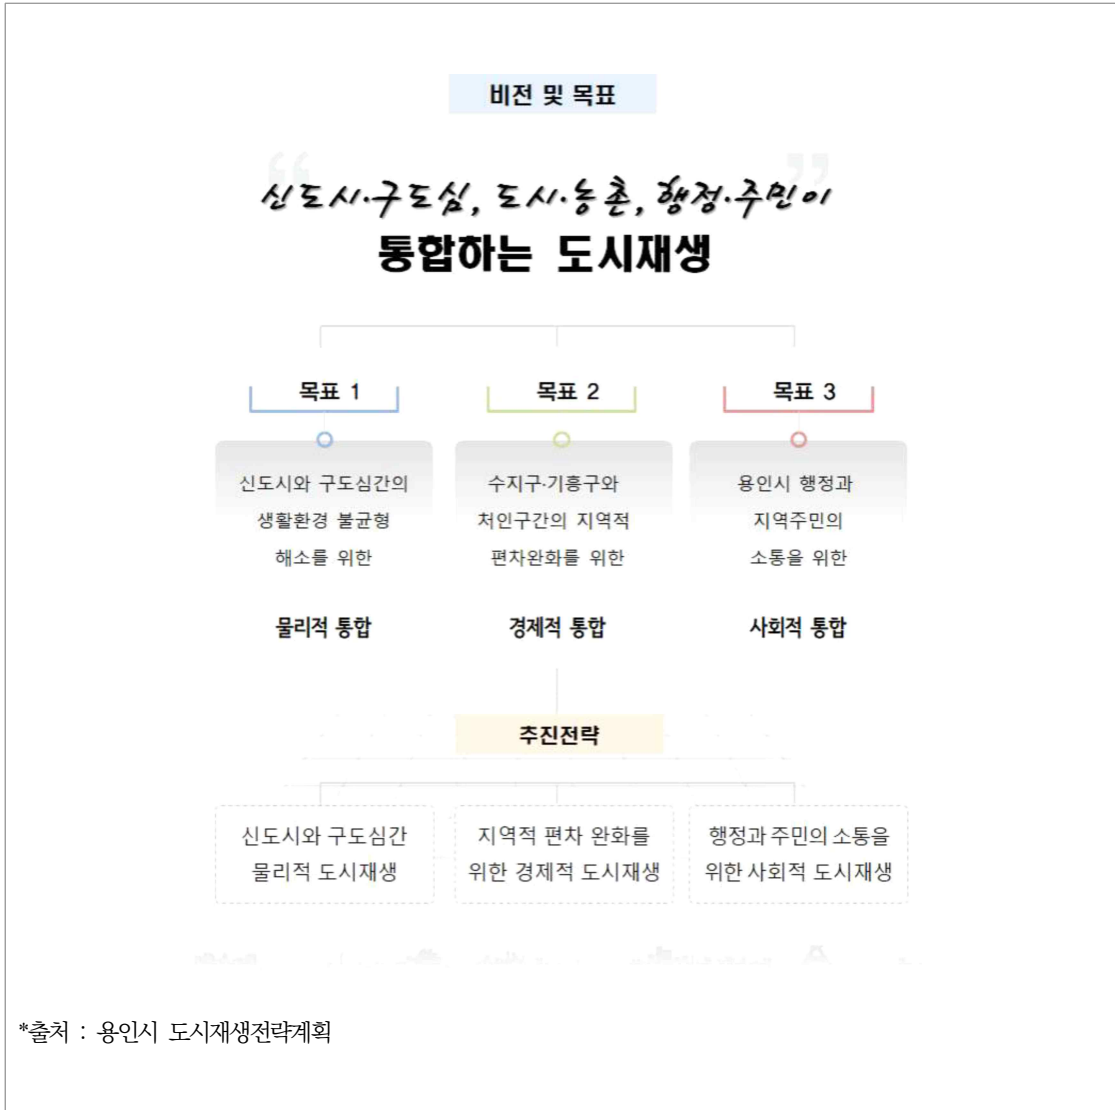 비전 및 목표
“ ”
신도시·구도심, 도시·농촌, 행정·주민이
통합하는 도시재생
목표 1
신도시와 구도심간의
생활환경 불균형
해소를 위한
물리적 통합
목표 2
수지구·기흥구와
처인구간의 지역적
편차완화를 위한
경제적 통합
목표 3
용인시 행정과
지역주민의
소통을 위한
사회적 통합
추진전략
신도시와 구도심간
물리적 도시재생
지역적 편차 완화를
위한 경제적 도시재생
행정과 주민의 소통을
위한 사회적 도시재생
*출처 : 용인시 도시재생전략계획